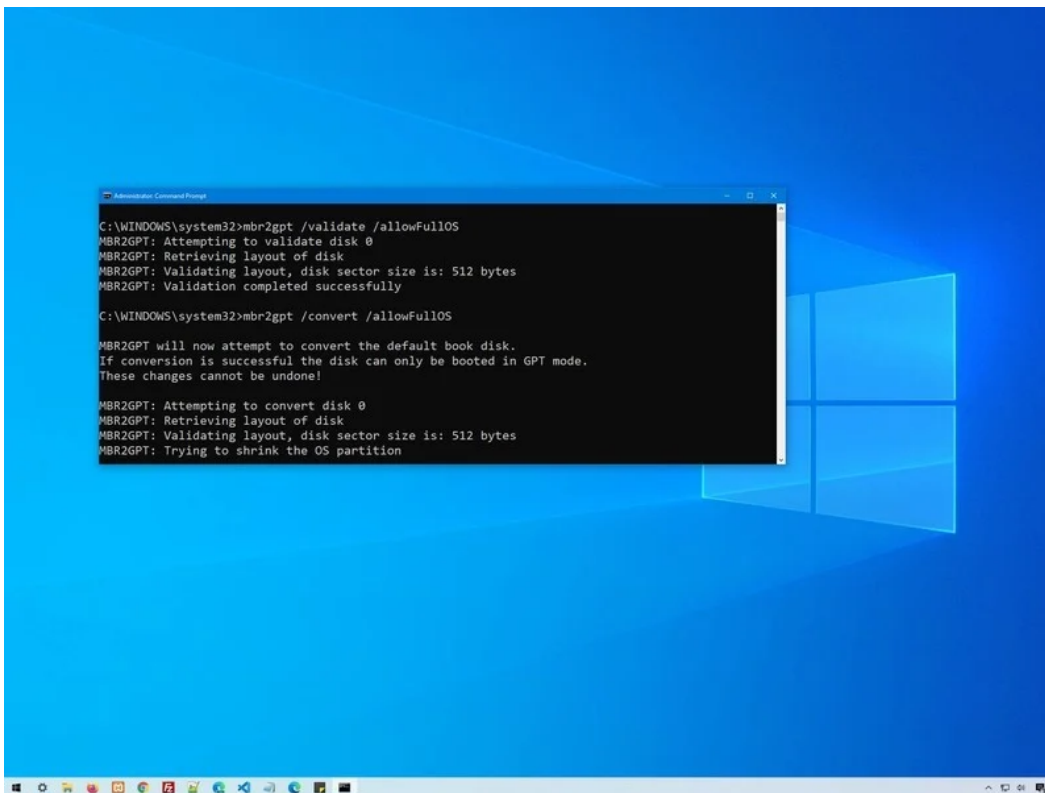 Administrator: Command Prompt
C:\WINDOWS\system32>mbr2gpt /validate /allowFullOS
MBR2GPT: Attempting to validate disk 0
MBR2GPT: Retrieving layout of disk
MBR2GPT: Validating layout, disk sector size is: 512 bytes
MBR2GPT: Validation completed successfully
C:\WINDOWS\system32>mbr2gpt /convert /allowFullOS
MBR2GPT will now attempt to convert the default book disk.
If conversion is successful the disk can only be booted in GPT mode.
These changes cannot be undone!
MBR2GPT: Attempting to convert disk 0
MBR2GPT: Retrieving layout of disk
MBR2GPT: Validating layout, disk sector size is: 512 bytes
MBR2GPT: Trying to shrink the OS partition